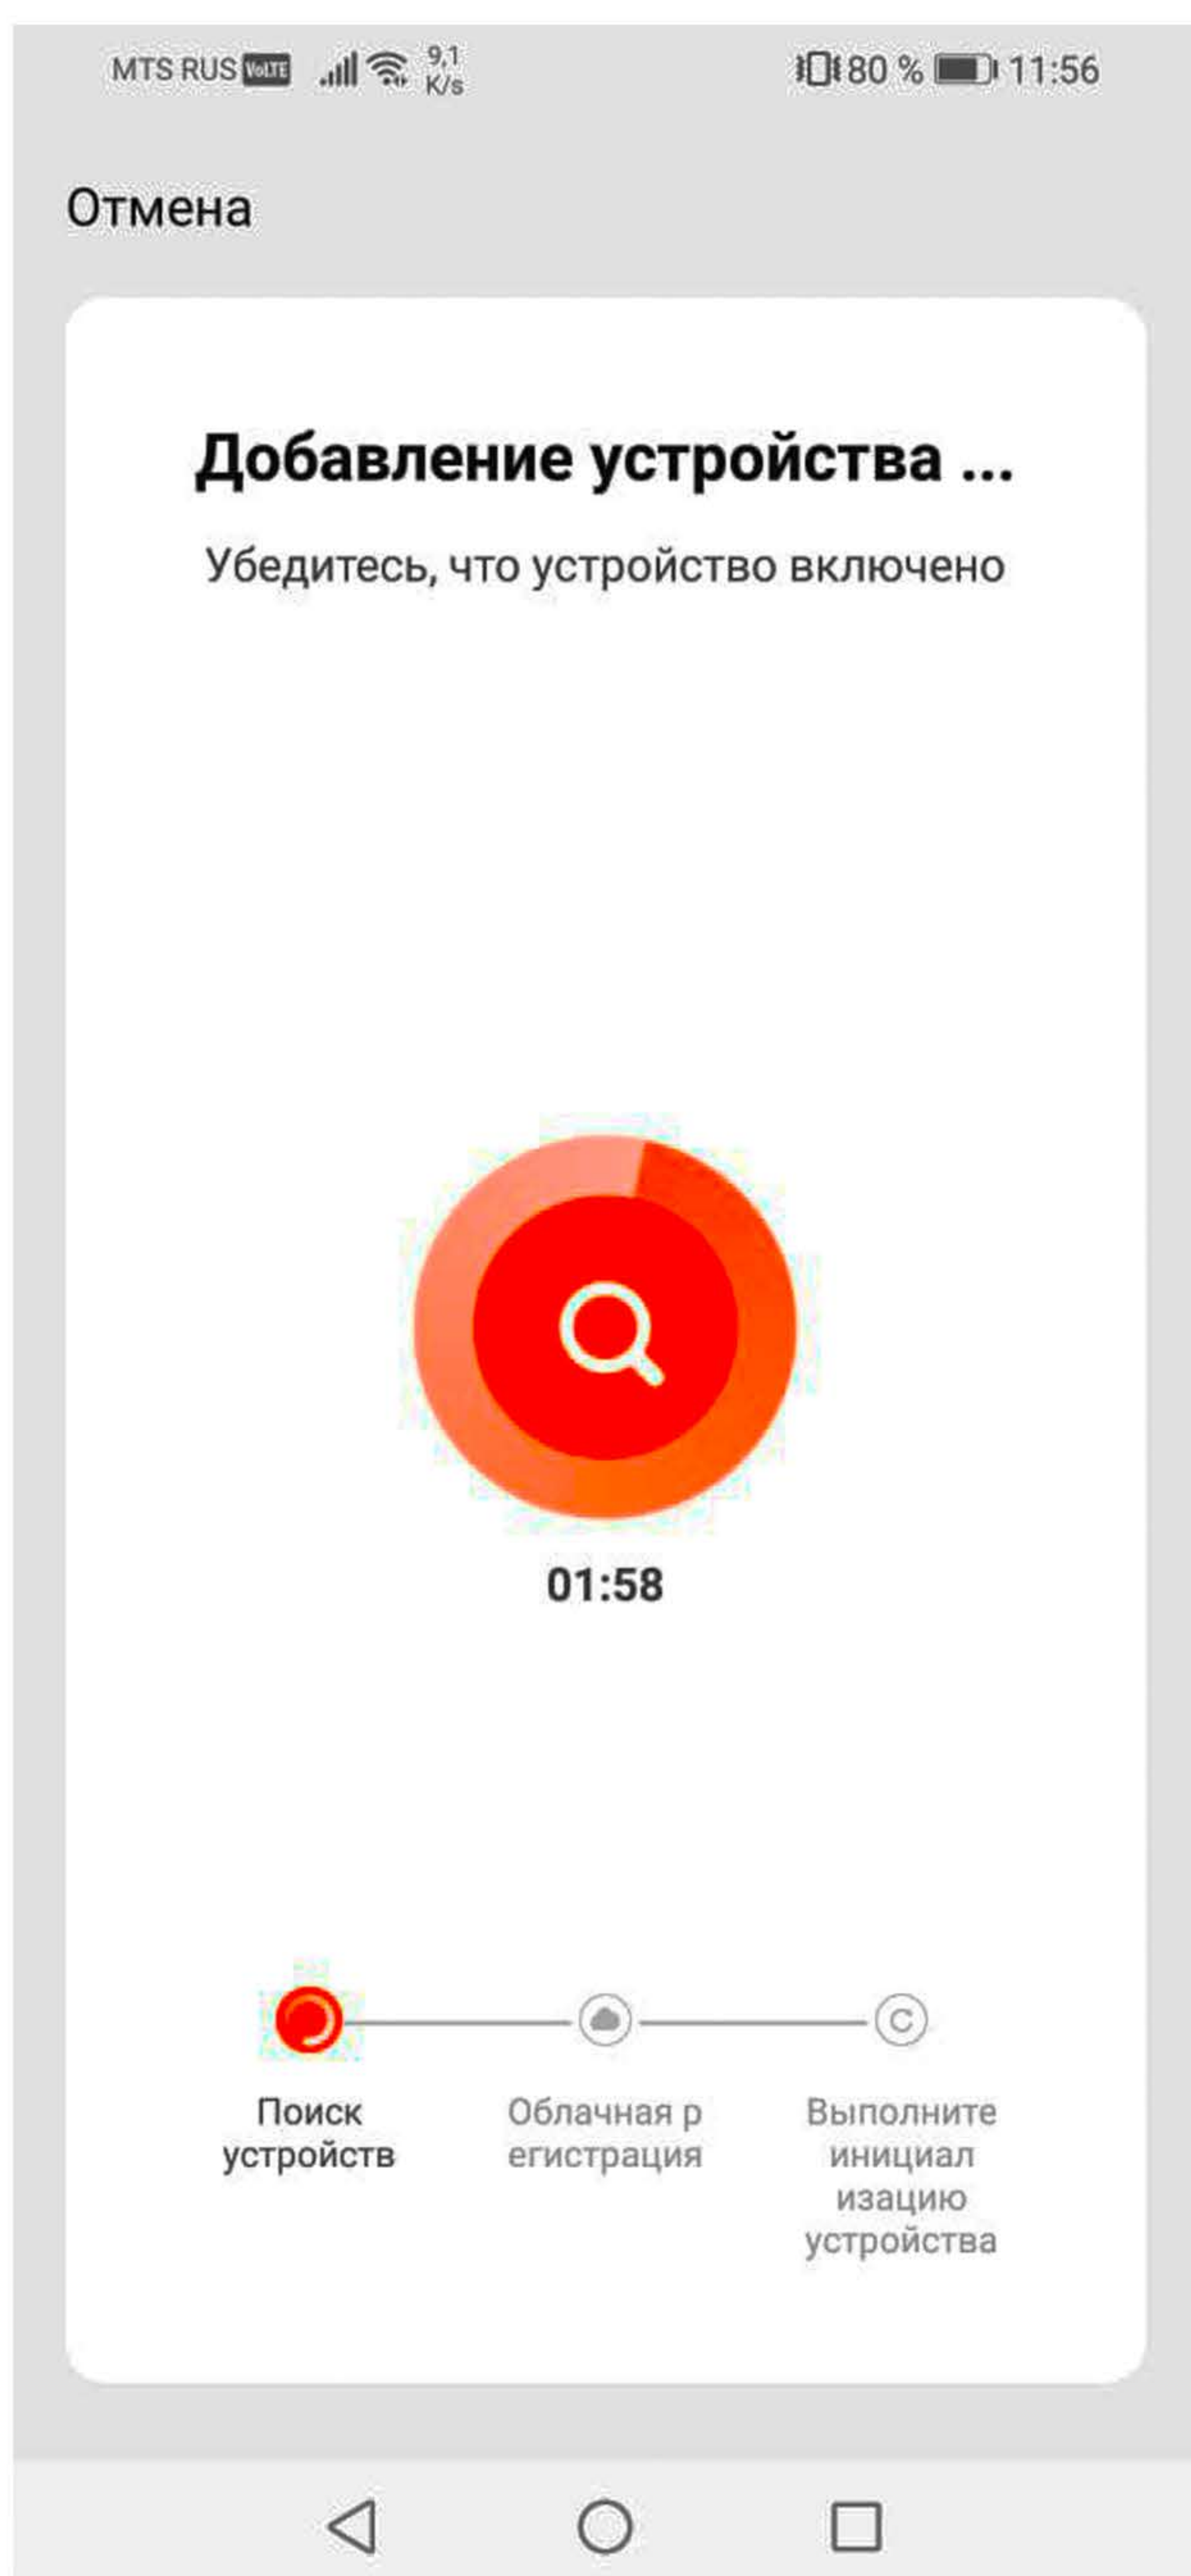 MTS RUS VoLTE 9,1 K/s 80 % 11:56
Отмена
Добавление устройства ...
Убедитесь, что устройство включено
01:58
Поиск
устройств
Облачная р
егистрация
Выполните
инициал
изацию
устройства